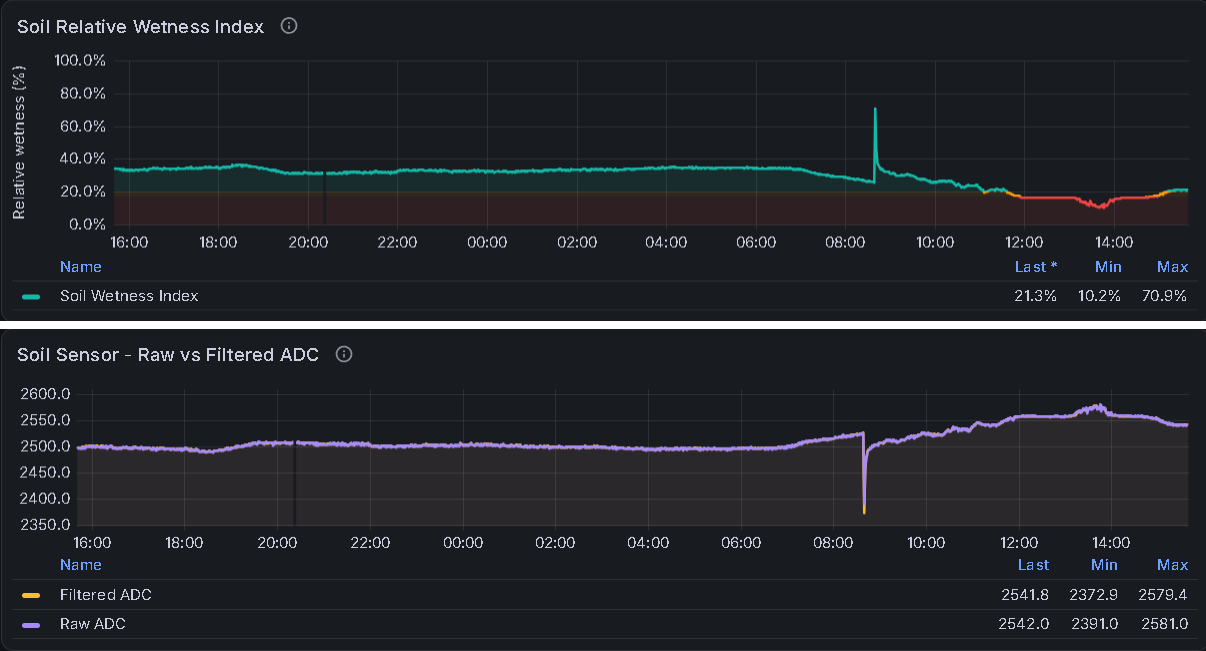 Soil Relative Wetness Index
Relative wetness (%)
100.0%
80.0%
60.0%
40.0%
20.0%
0.0%
16:00 18:00 20:00 22:00 00:00 02:00 04:00 06:00 08:00 10:00 12:00 14:00
Name Last * Min Max
Soil Wetness Index 21.3% 10.2% 70.9%
Soil Sensor - Raw vs Filtered ADC
2600.0
2550.0
2500.0
2450.0
2400.0
2350.0
16:00 18:00 20:00 22:00 00:00 02:00 04:00 06:00 08:00 10:00 12:00 14:00
Name Last Min Max
Filtered ADC 2541.8 2372.9 2579.4
Raw ADC 2542.0 2391.0 2581.0